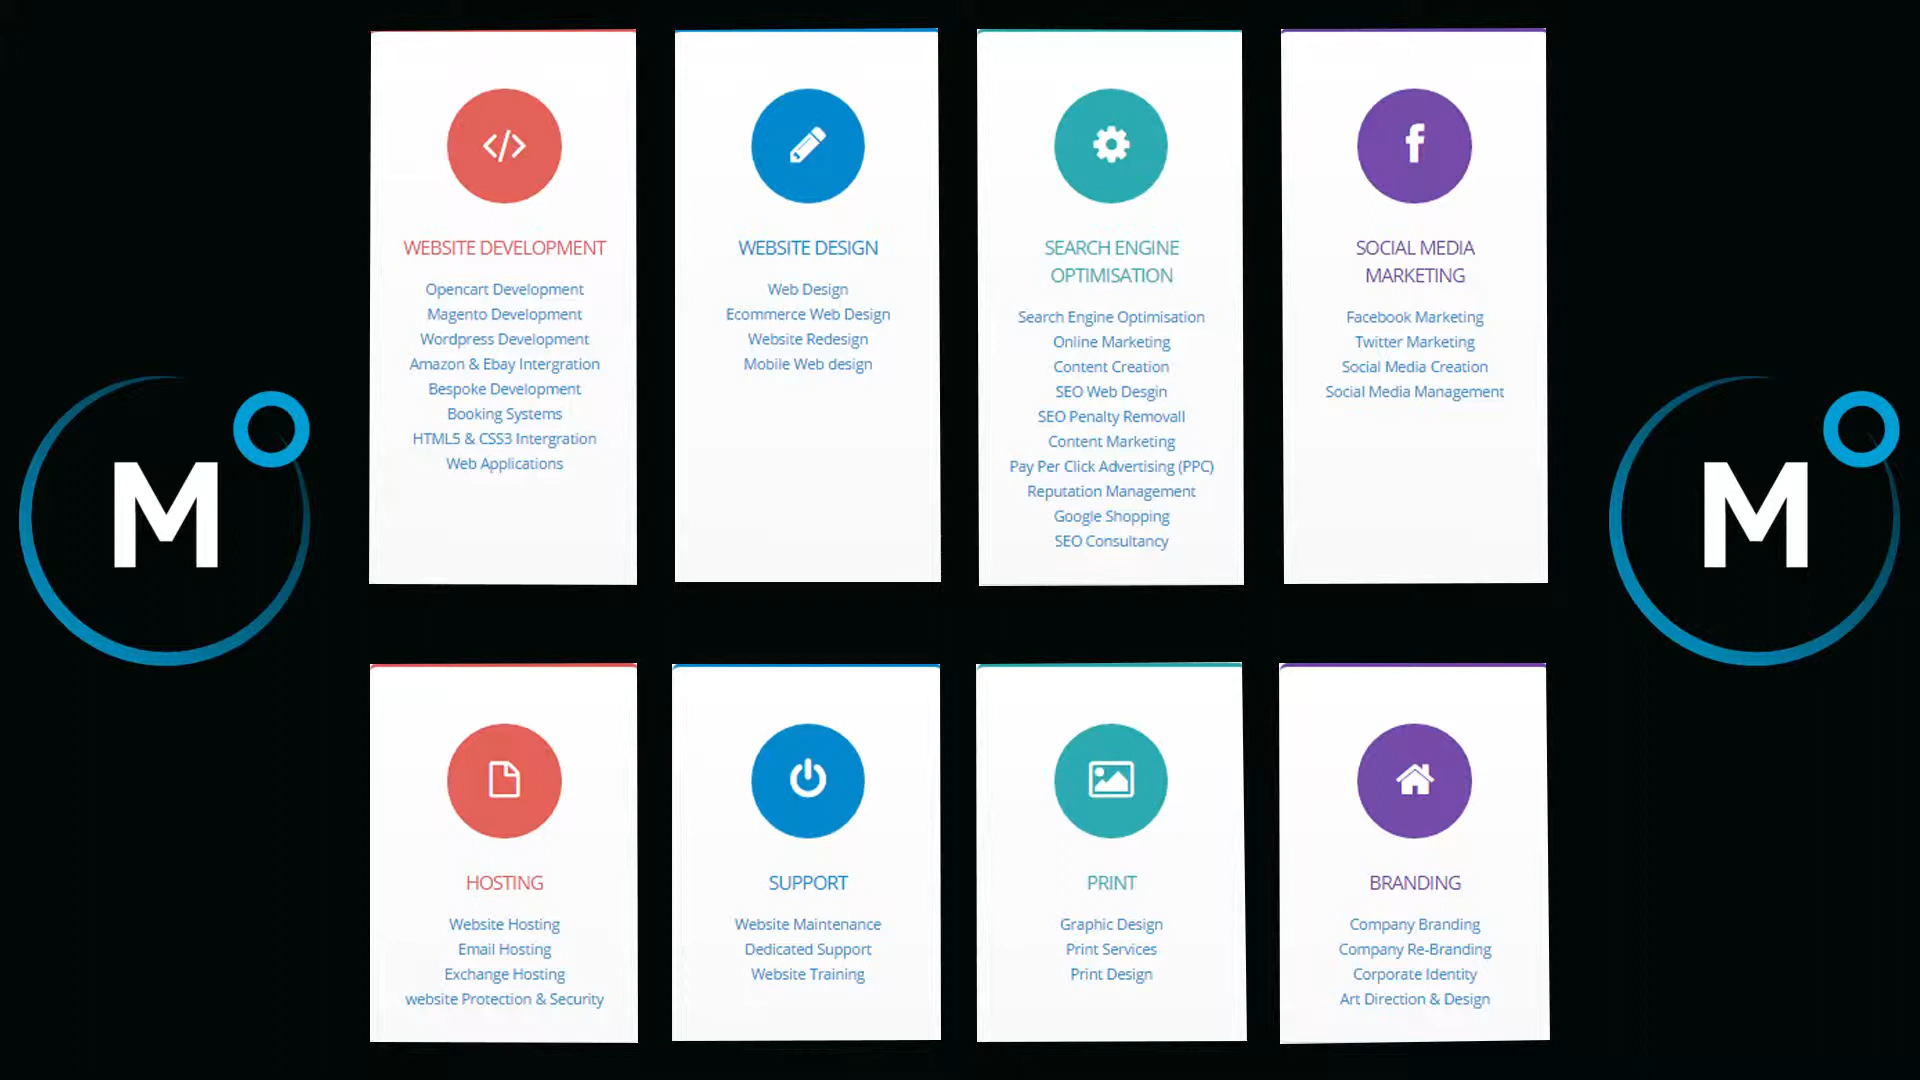 M
WEBSITE DEVELOPMENT
Opencart Development
Magento Development
Wordpress Development
Amazon & Ebay Intergration
Bespoke Development
Booking Systems
HTML5 & CSS3 Intergration
Web Applications
WEBSITE DESIGN
Web Design
Ecommerce Web Design
Website Redesign
Mobile Web design
SEARCH ENGINE
OPTIMISATION
Search Engine Optimisation
Online Marketing
Content Creation
SEO Web Desgin
SEO Penalty Removall
Content Marketing
Pay Per Click Advertising (PPC)
Reputation Management
Google Shopping
SEO Consultancy
SOCIAL MEDIA
MARKETING
Facebook Marketing
Twitter Marketing
Social Media Creation
Social Media Management
M
HOSTING
Website Hosting
Email Hosting
Exchange Hosting
website Protection & Security
SUPPORT
Website Maintenance
Dedicated Support
Website Training
PRINT
Graphic Design
Print Services
Print Design
BRANDING
Company Branding
Company Re-Branding
Corporate Identity
Art Direction & Design